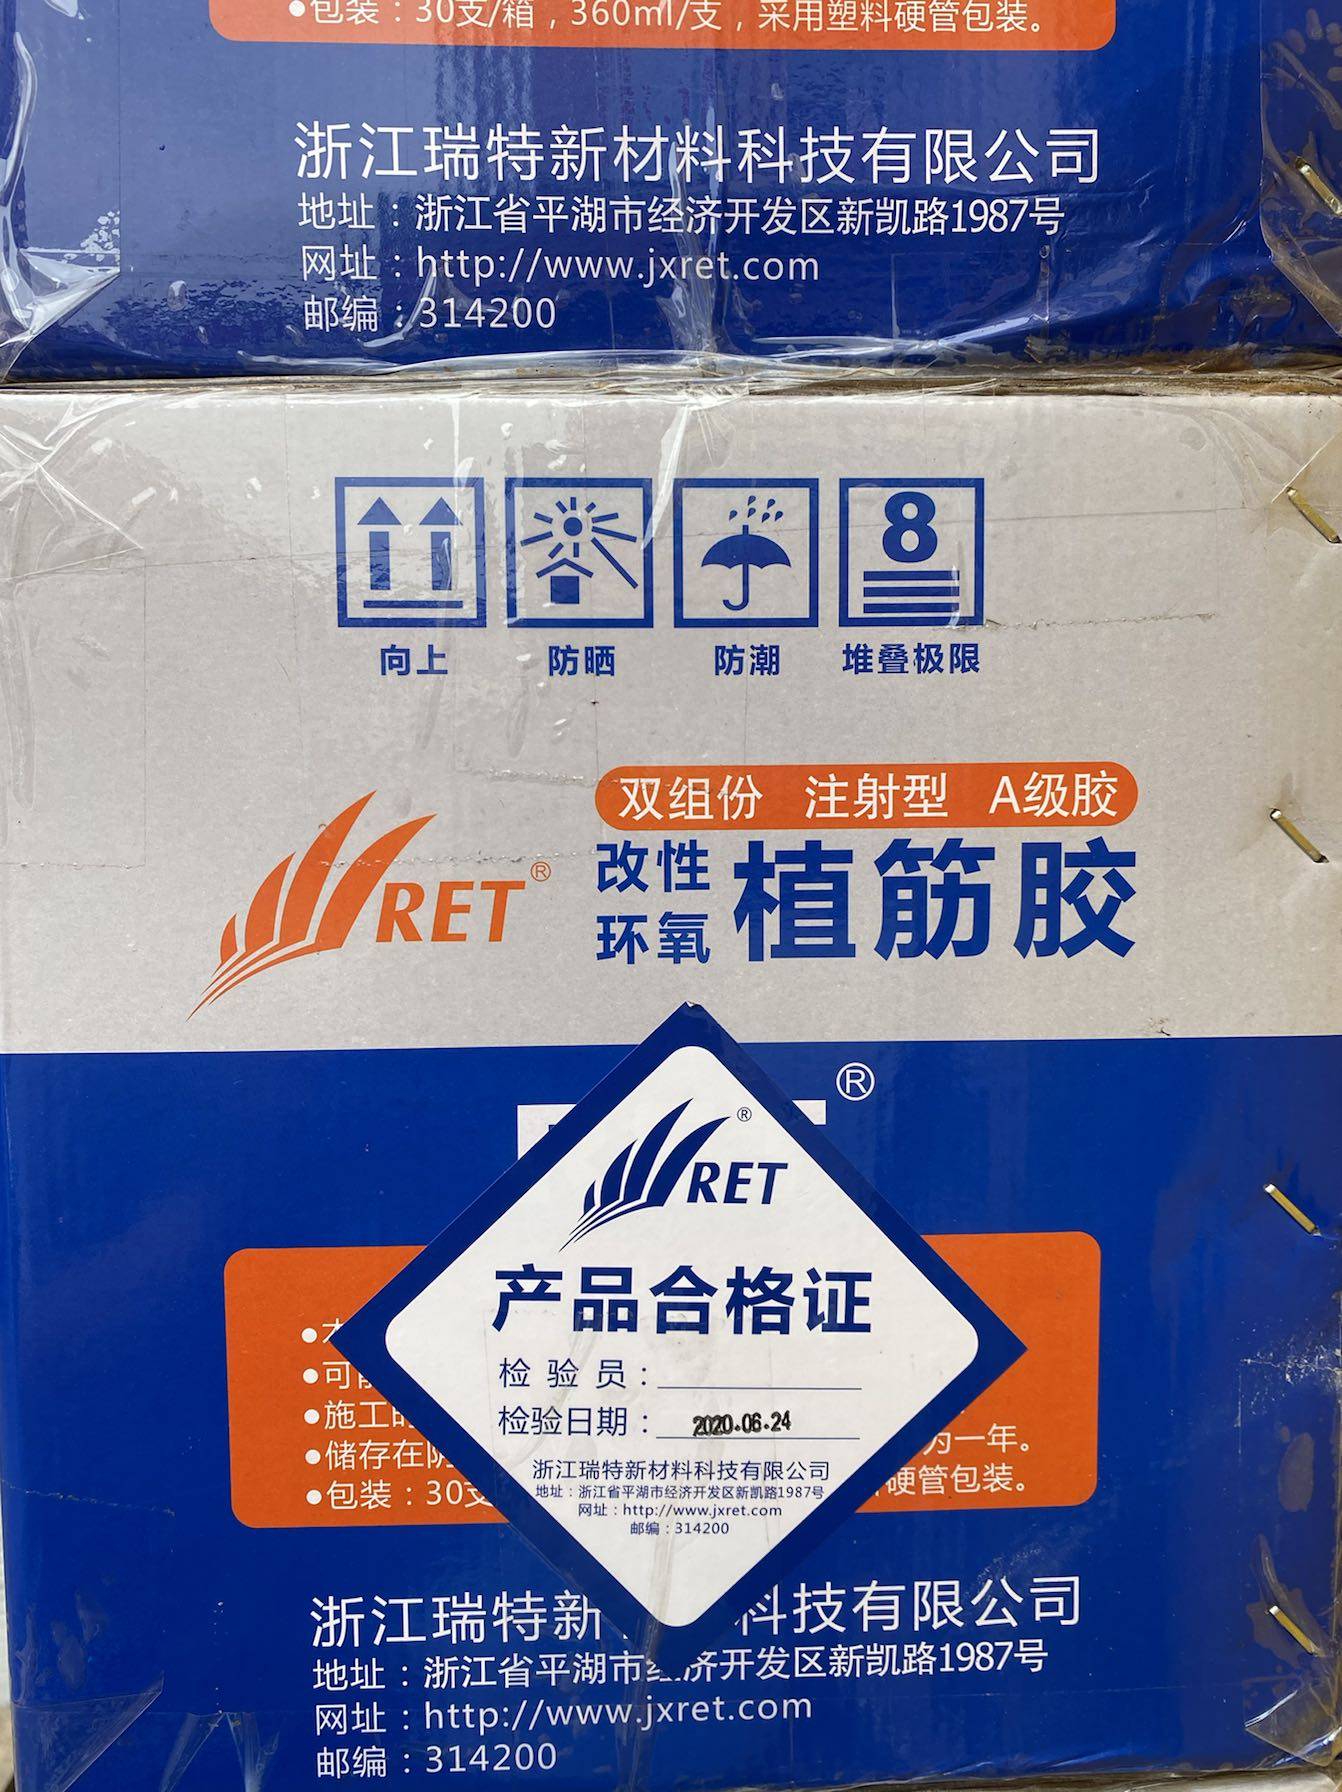 ●包装：30支/箱，360ml/支，采用塑料硬管包装。
浙江瑞特新材料科技有限公司
地址：浙江省平湖市经济开发区新凯路1987号
网址：http://www.jxret.com
邮编：314200
8
向上 防晒 防潮 堆叠极限
双组份 注射型 A级胶
RET® 改性环氧 植筋胶
®
RET®
产品合格证
检验员：
检验日期：2020.06.24
浙江瑞特新材料科技有限公司
地址：浙江省平湖市经济开发区新凯路1987号
网址：http://www.jxret.com
邮编：314200
●可
●施工
●储存在 为一年。
●包装：30支 硬管包装。
浙江瑞特新 科技有限公司
地址：浙江省平湖市经济开发区新凯路1987号
网址：http://www.jxret.com
邮编：314200